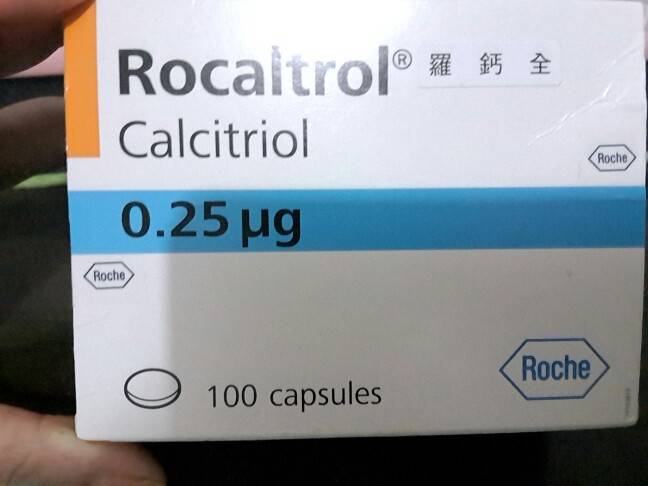 Rocaltrol® 羅 鈣 全
Calcitriol
Roche
0.25 µg
Roche
Roche
100 capsules